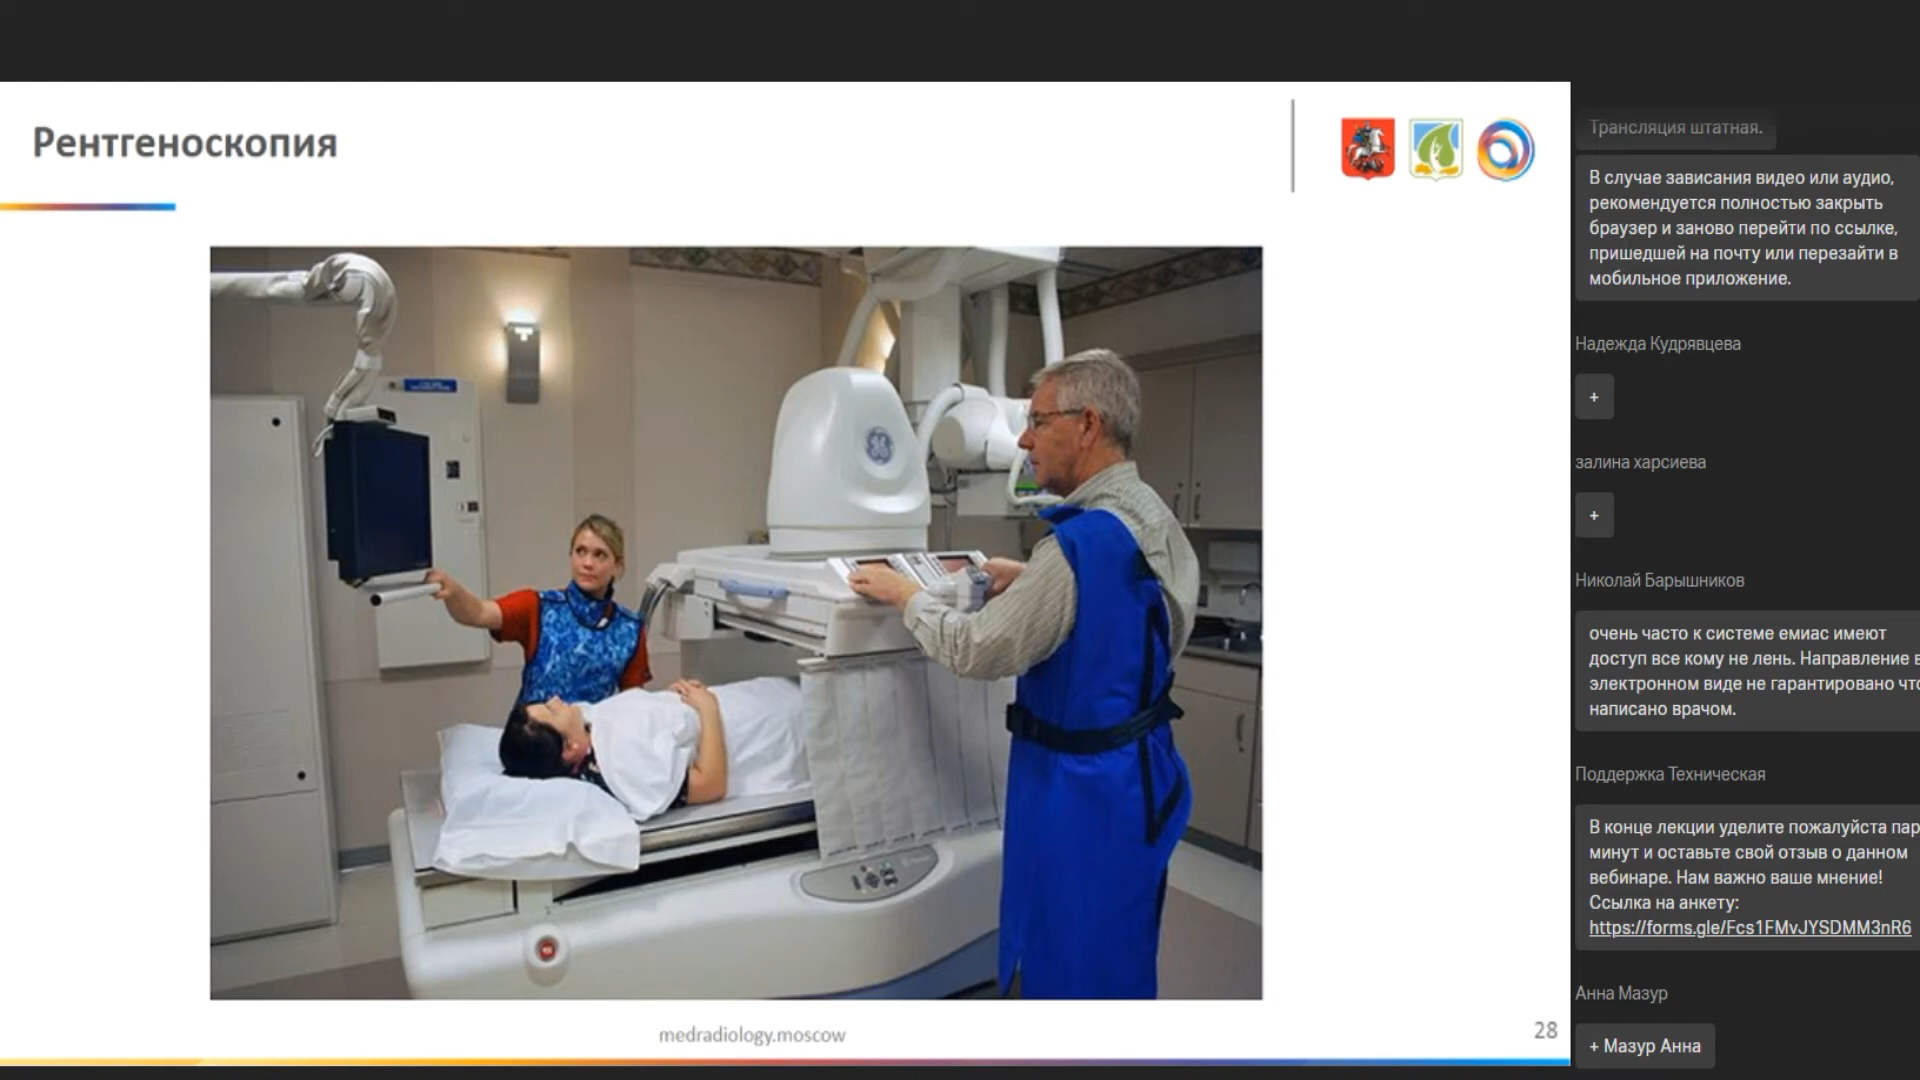 Рентгеноскопия
medradiology.moscow
28
Трансляция штатная.
В случае зависания видео или аудио,
рекомендуется полностью закрыть
браузер и заново перейти по ссылке,
пришедшей на почту или перезайти в
мобильное приложение.
Надежда Кудрявцева
+
залина харсиева
+
Николай Барышников
очень часто к системе емиас имеют
доступ все кому не лень. Направление в
электронном виде не гарантировано что
написано врачом.
Поддержка Техническая
В конце лекции уделите пожалуйста пар
минут и оставьте свой отзыв о данном
вебинаре. Нам важно ваше мнение!
Ссылка на анкету:
https://forms.gle/Fcs1FMvJYSDMM3nR6
Анна Мазур
+ Мазур Анна